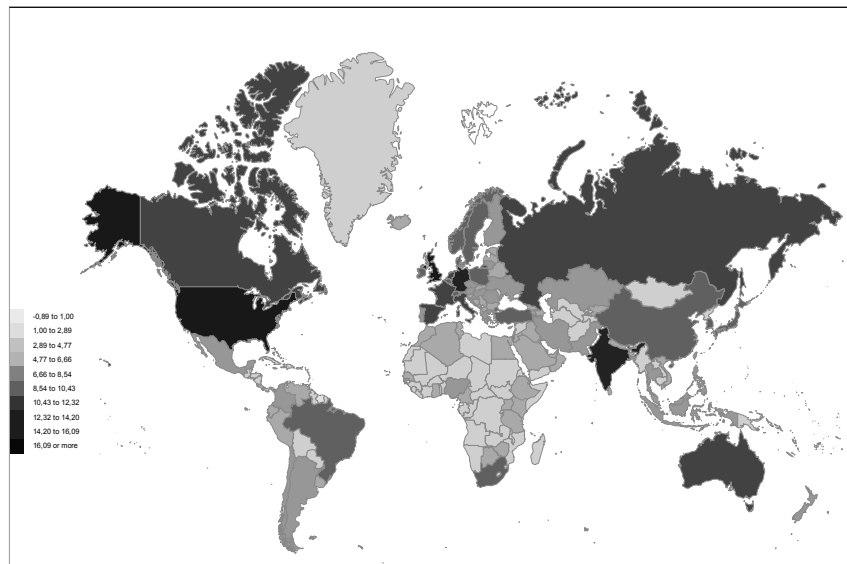 -0,89 to 1,00
1,00 to 2,89
2,89 to 4,77
4,77 to 6,66
6,66 to 8,54
8,54 to 10,43
10,43 to 12,32
12,32 to 14,20
14,20 to 16,09
16,09 or more